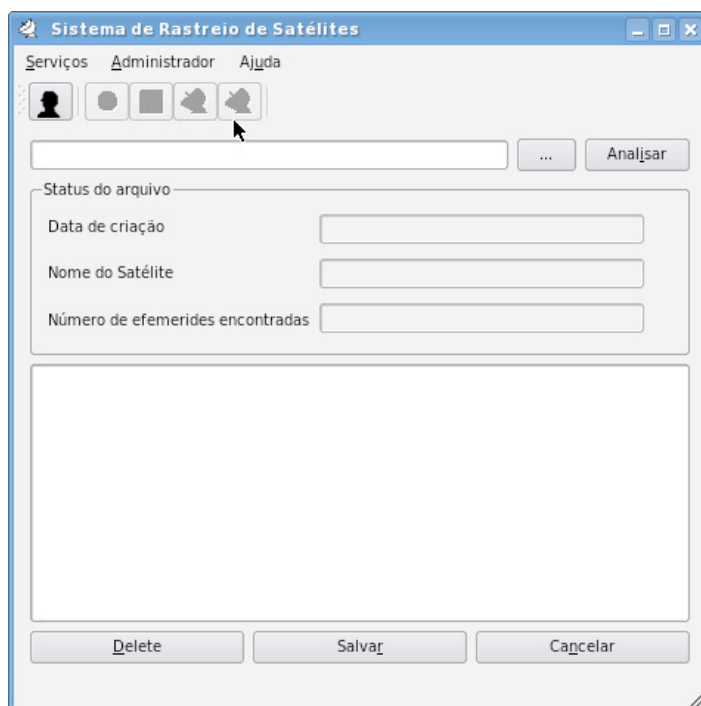 Sistema de Rastreio de Satélites
Serviços Administrador Ajuda
... Analisar
Status do arquivo
Data de criação
Nome do Satélite
Número de efemerides encontradas
Delete Salvar Cancelar